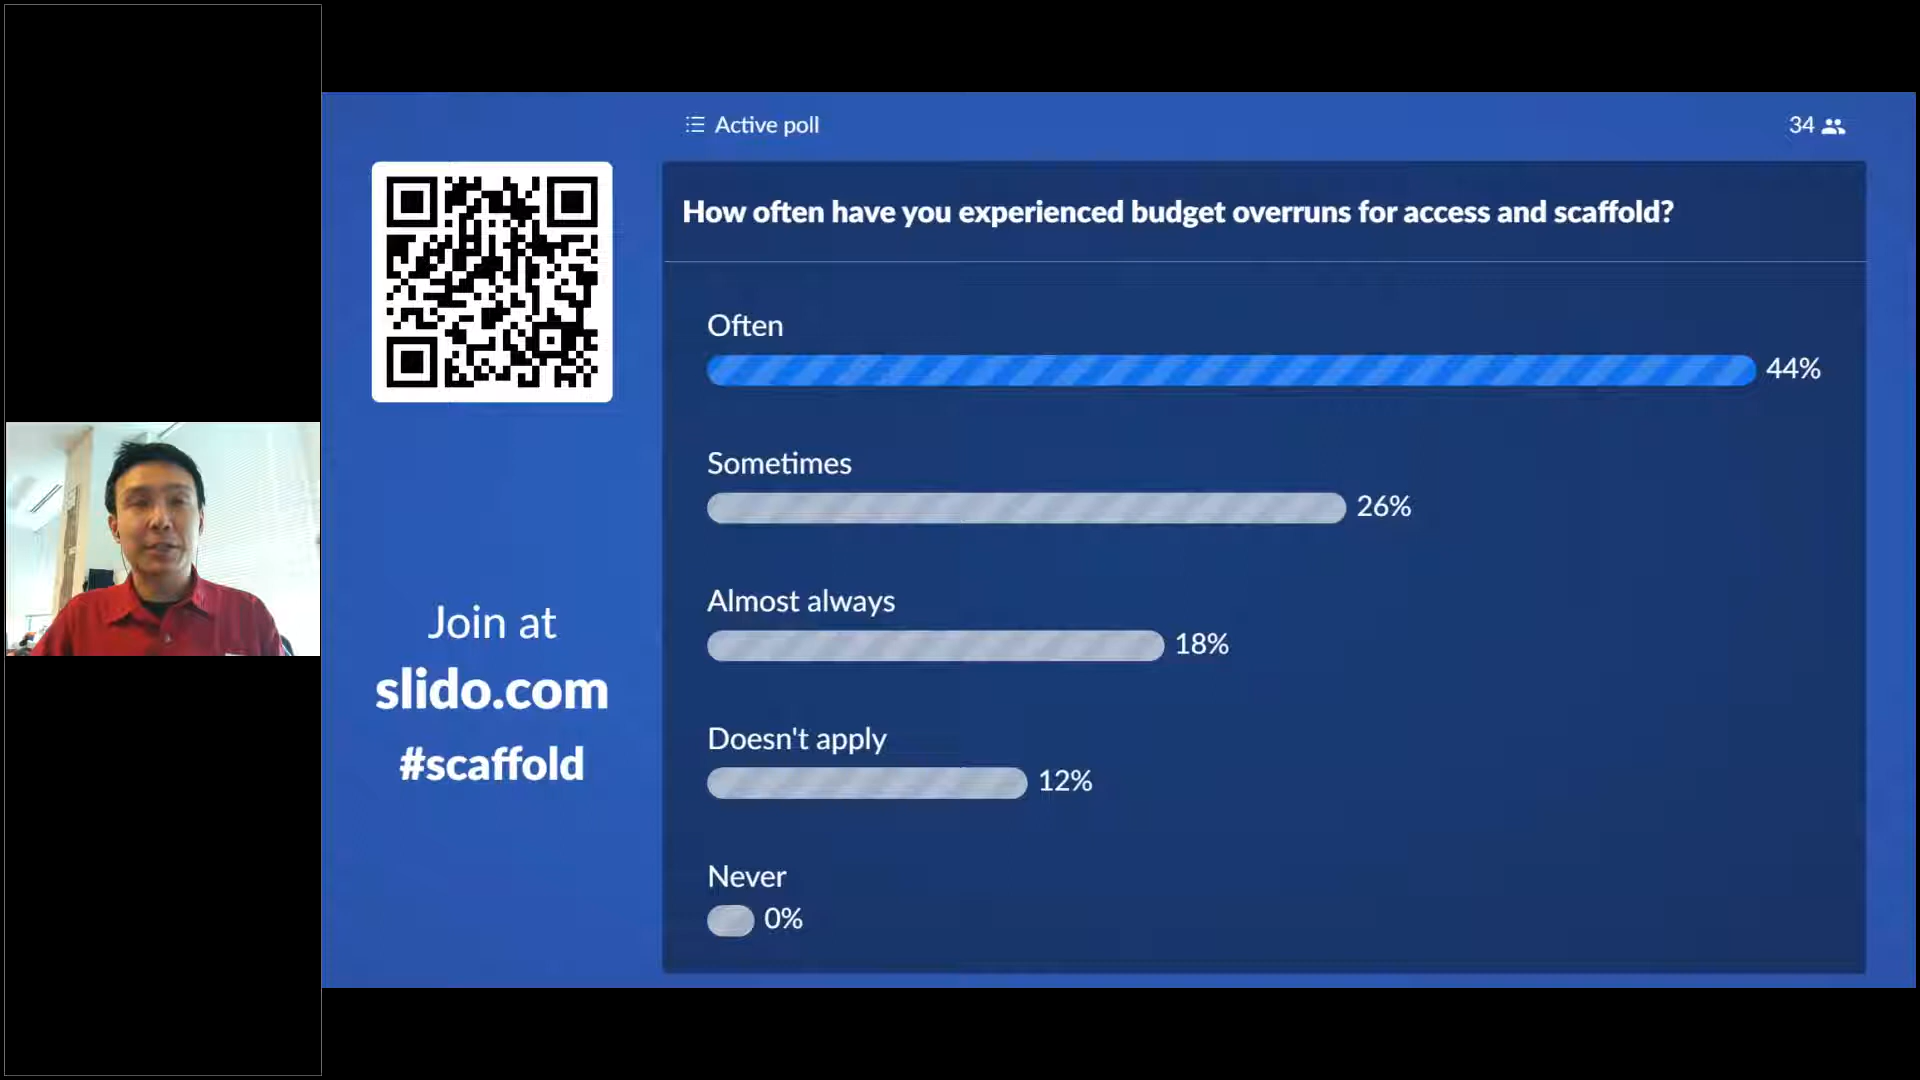 Active poll
34
How often have you experienced budget overruns for access and scaffold?
Often
44%
Sometimes
26%
Almost always
18%
Doesn't apply
12%
Never
0%
Join at
slido.com
#scaffold